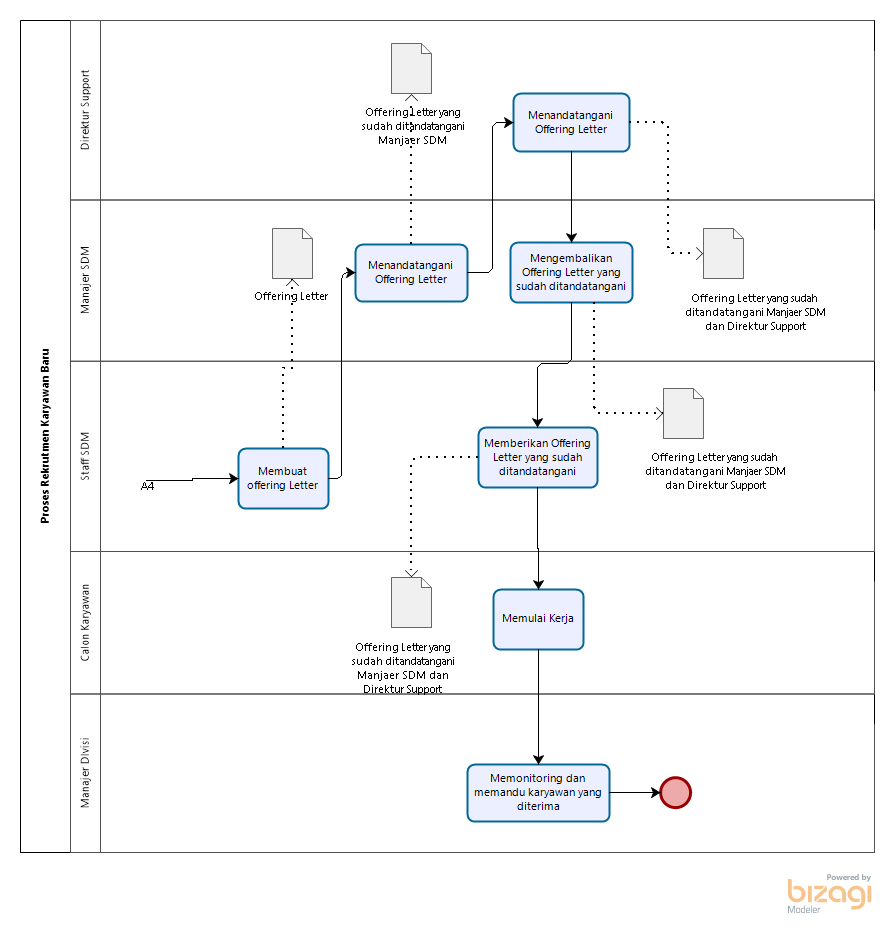 Proses Rekrutmen Karyawan Baru
Direktur Support
Offering Letter yang
sudah ditandatangani
Manjaer SDM
Menandatangani
Offering Letter
Manajer SDM
Offering Letter
Menandatangani
Offering Letter
Mengembalikan
Offering Letter yang
sudah ditandatangani
Offering Letter yang sudah
ditandatangani Manjaer SDM
dan Direktur Support
Staff SDM
A4
Membuat
offering Letter
Memberikan Offering
Letter yang sudah
ditandatangani
Offering Letter yang sudah
ditandatangani Manjaer SDM
dan Direktur Support
Calon Karyawan
Offering Letter yang
sudah ditandatangani
Manjaer SDM dan
Direktur Support
Memulai Kerja
Manajer DIvisi
Memonitoring dan
memandu karyawan yang
diterima
Powered by
bizagi
Modeler